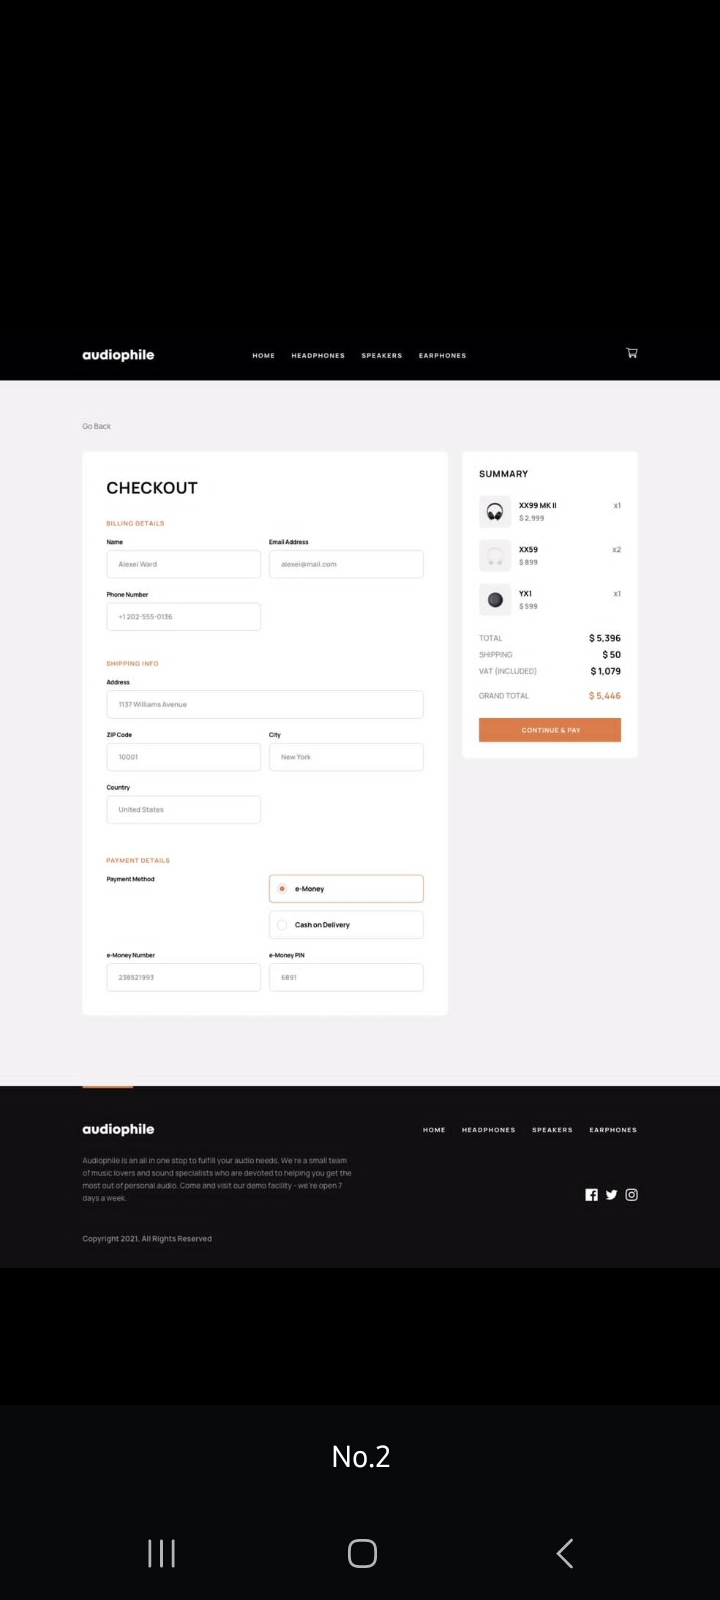 audiophile
HOME HEADPHONES SPEAKERS EARPHONES
Go Back
CHECKOUT
BILLING DETAILS
Name
Alexei Ward
Email Address
alexei@mail.com
Phone Number
+1 202-555-0136
SHIPPING INFO
Address
1137 Williams Avenue
ZIP Code
10001
City
New York
Country
United States
PAYMENT DETAILS
Payment Method
e-Money
Cash on Delivery
e-Money Number
238521993
e-Money PIN
6891
SUMMARY
XX99 MK II x1
$ 2,999
XX59 x2
$ 899
YX1 x1
$ 599
TOTAL $ 5,396
SHIPPING $ 50
VAT (INCLUDED) $ 1,079
GRAND TOTAL $ 5,446
CONTINUE & PAY
audiophile
HOME HEADPHONES SPEAKERS EARPHONES
Audiophile is an all in one stop to fulfill your audio needs. We're a small team
of music lovers and sound specialists who are devoted to helping you get the
most out of personal audio. Come and visit our demo facility - we're open 7
days a week.
Copyright 2021. All Rights Reserved
No.2